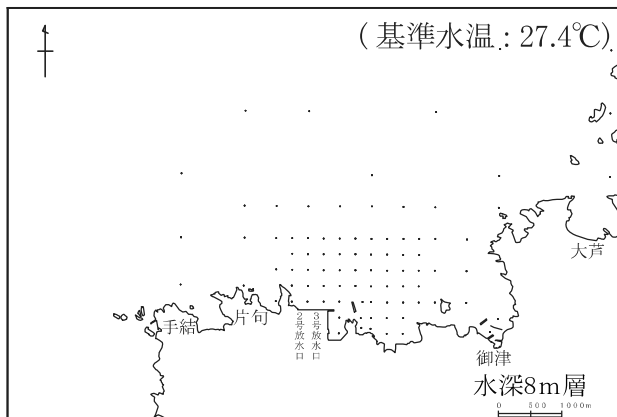 (基準水温:27.4℃)
大芦
手結
片句
2号放水口
3号放水口
御津
水深8m層
0 500 1000m